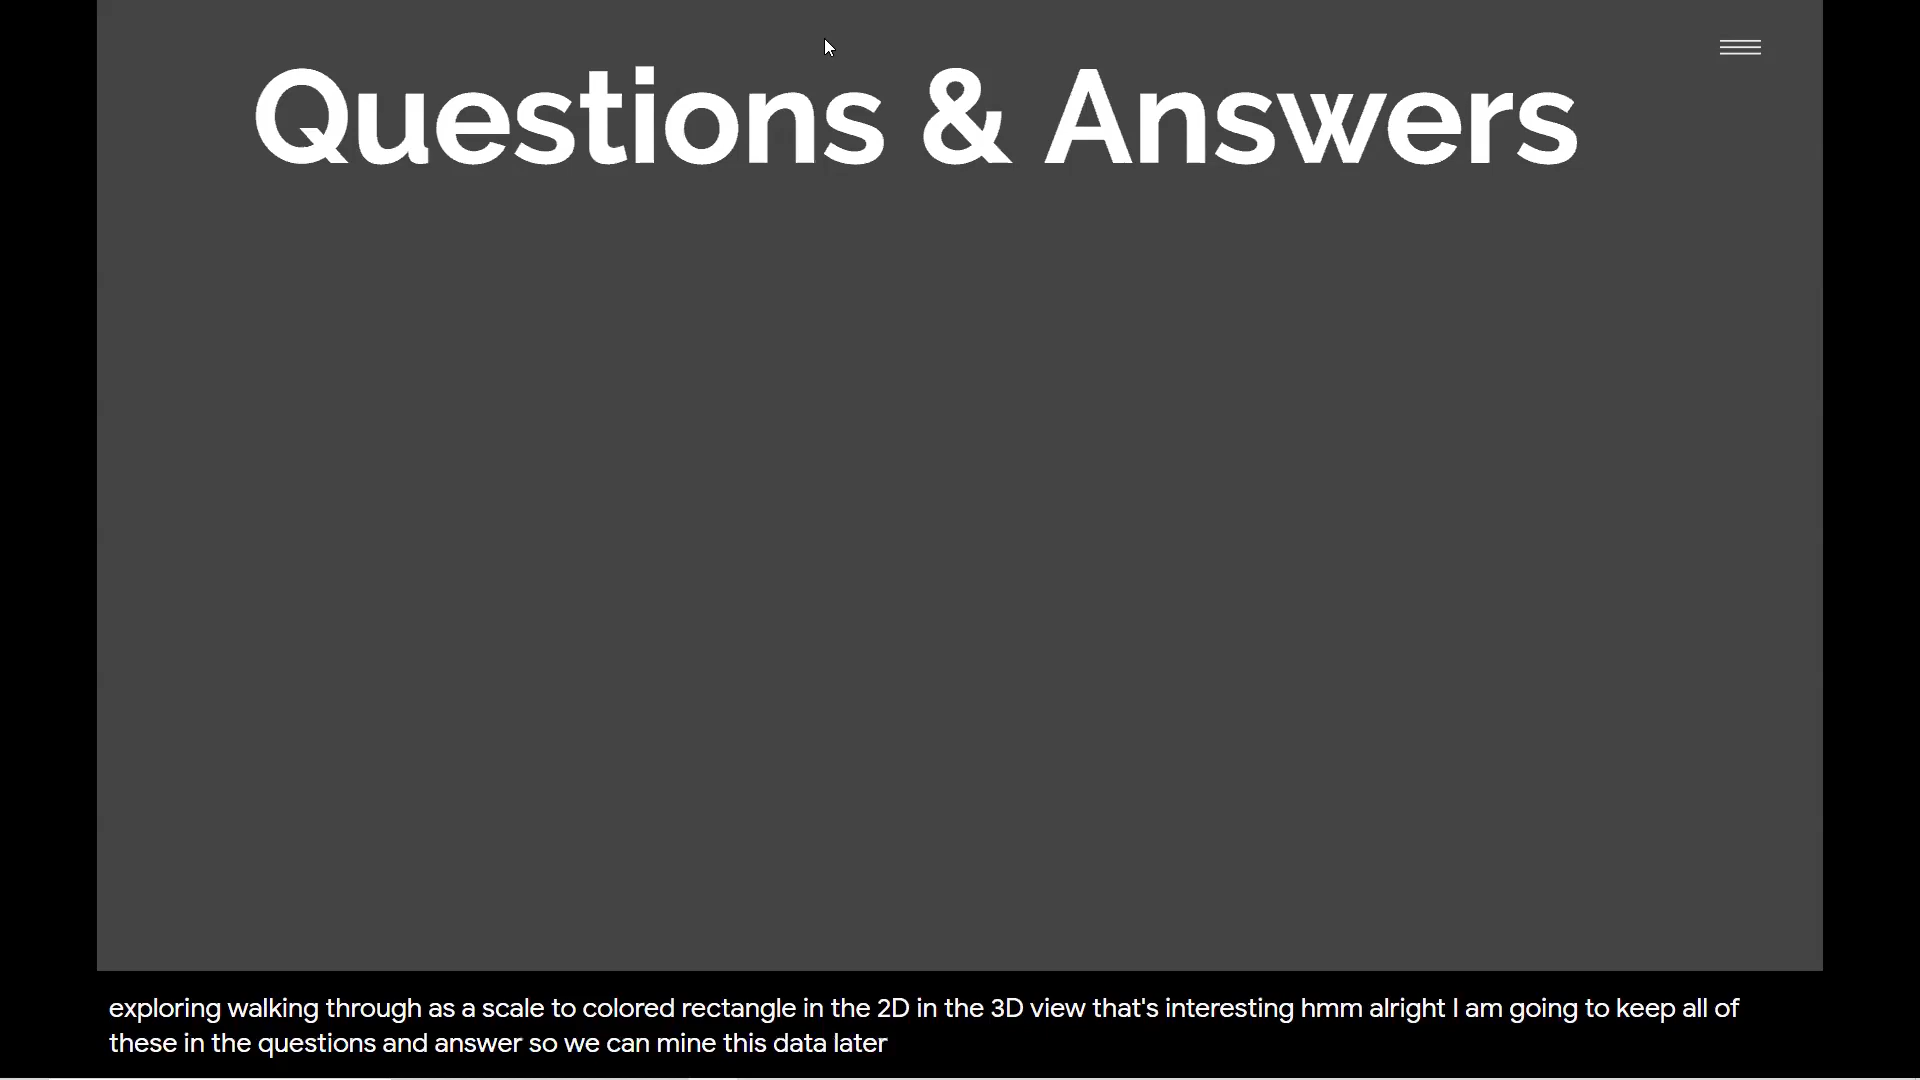 Questions & Answers
exploring walking through as a scale to colored rectangle in the 2D in the 3D view that's interesting hmm alright I am going to keep all of
these in the questions and answer so we can mine this data later